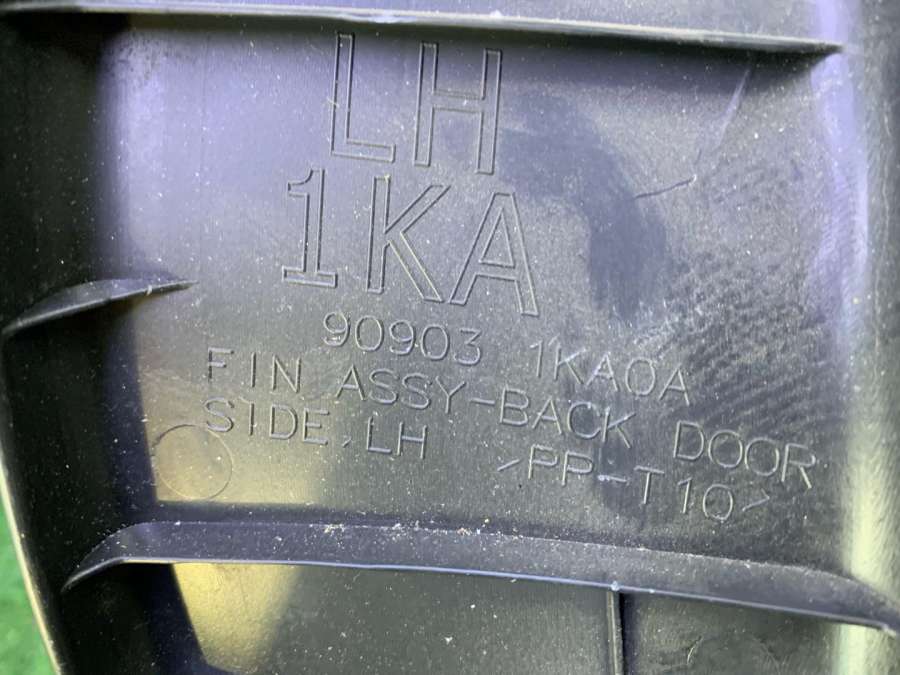 LH
1KA
90903 1KA0A
FIN ASSY-BACK DOOR
SIDE,LH >PP-T10<